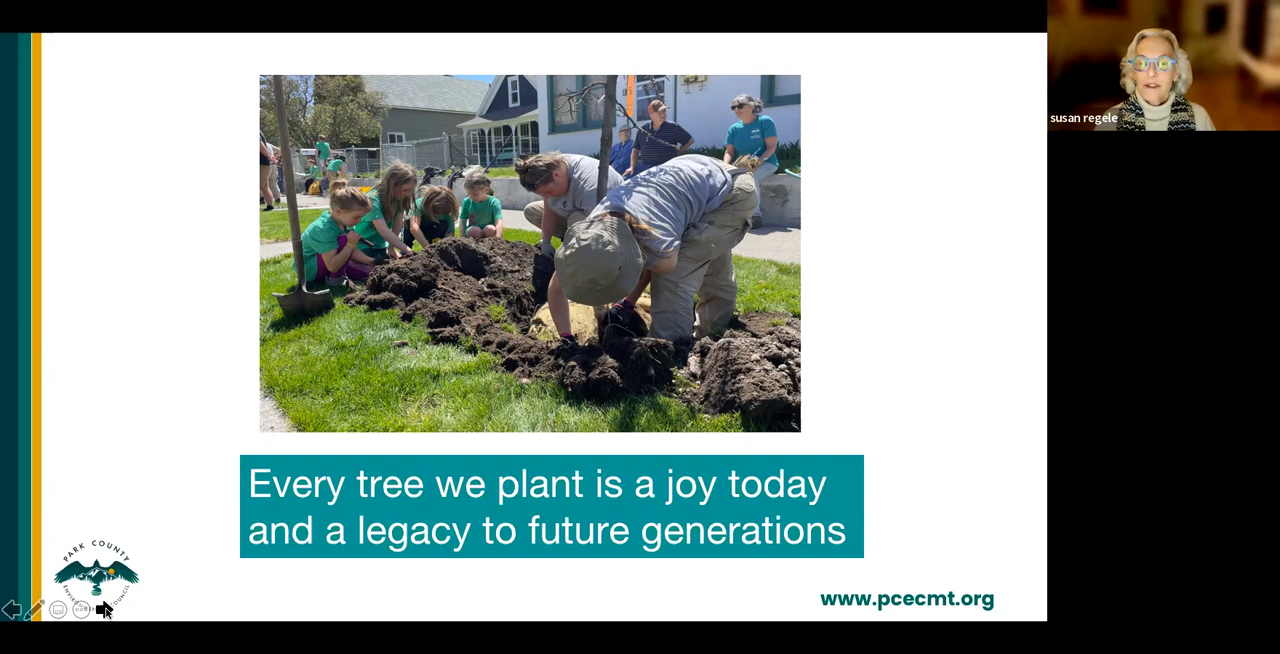 susan regele
Every tree we plant is a joy today
and a legacy to future generations
PARK COUNTY
www.pcecmt.org